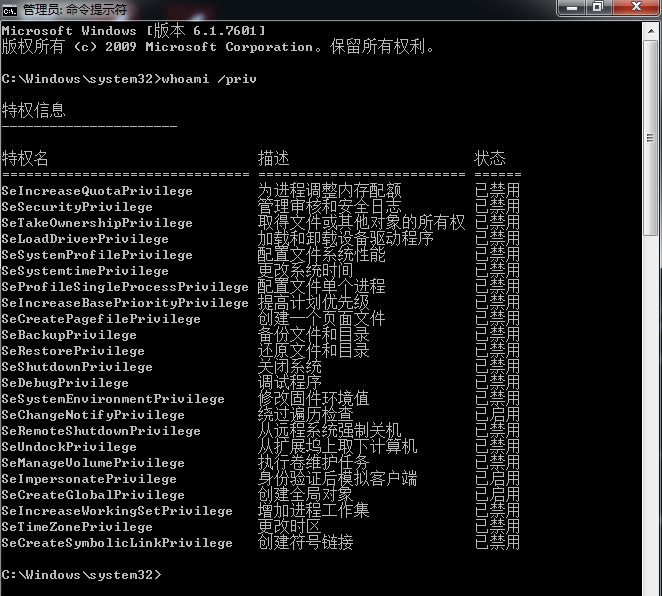 管理员: 命令提示符
Microsoft Windows [版本 6.1.7601]
版权所有 (c) 2009 Microsoft Corporation。保留所有权利。
C:\Windows\system32>whoami /priv
特权信息
----------------------
特权名 描述 状态
=============================== ========================== ======
SeIncreaseQuotaPrivilege 为进程调整内存配额 已禁用
SeSecurityPrivilege 管理审核和安全日志 已禁用
SeTakeOwnershipPrivilege 取得文件或其他对象的所有权 已禁用
SeLoadDriverPrivilege 加载和卸载设备驱动程序 已禁用
SeSystemProfilePrivilege 配置文件系统性能 已禁用
SeSystemtimePrivilege 更改系统时间 已禁用
SeProfileSingleProcessPrivilege 配置文件单个进程 已禁用
SeIncreaseBasePriorityPrivilege 提高计划优先级 已禁用
SeCreatePagefilePrivilege 创建一个页面文件 已禁用
SeBackupPrivilege 备份文件和目录 已禁用
SeRestorePrivilege 还原文件和目录 已禁用
SeShutdownPrivilege 关闭系统 已禁用
SeDebugPrivilege 调试程序 已禁用
SeSystemEnvironmentPrivilege 修改固件环境值 已禁用
SeChangeNotifyPrivilege 绕过遍历检查 已启用
SeRemoteShutdownPrivilege 从远程系统强制关机 已禁用
SeUndockPrivilege 从扩展坞上取下计算机 已禁用
SeManageVolumePrivilege 执行卷维护任务 已禁用
SeImpersonatePrivilege 身份验证后模拟客户端 已启用
SeCreateGlobalPrivilege 创建全局对象 已启用
SeIncreaseWorkingSetPrivilege 增加进程工作集 已禁用
SeTimeZonePrivilege 更改时区 已禁用
SeCreateSymbolicLinkPrivilege 创建符号链接 已禁用
C:\Windows\system32>